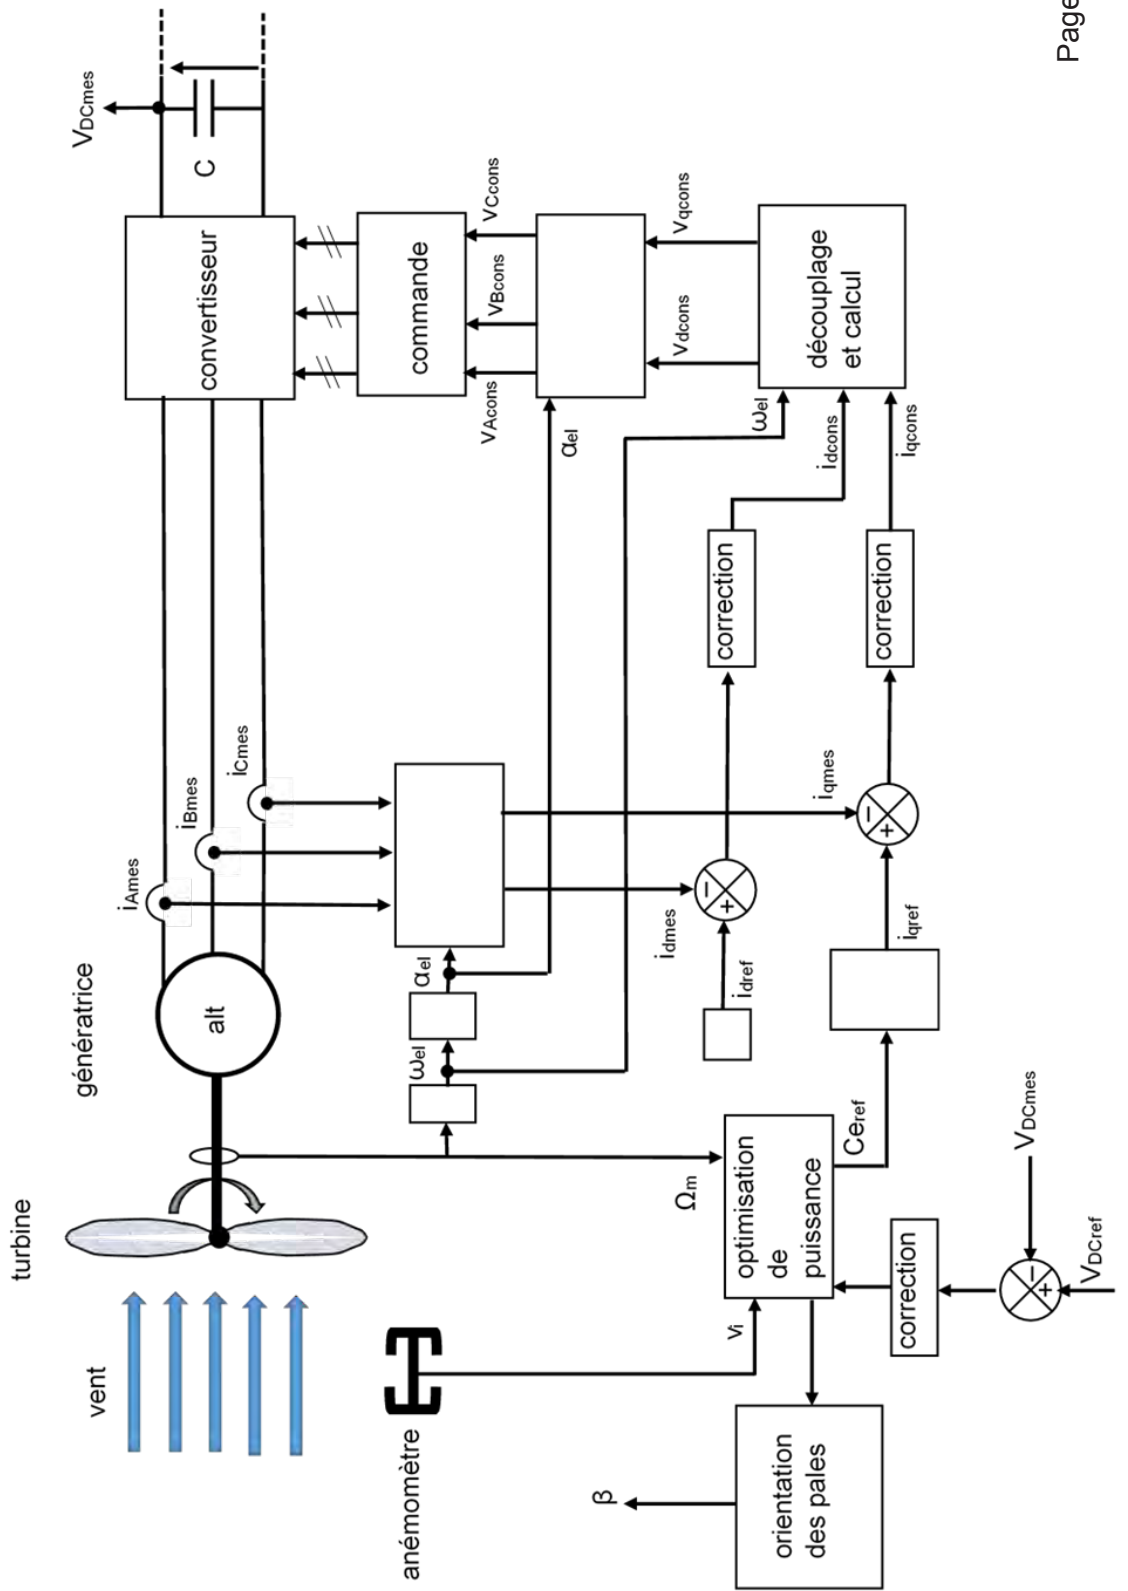 turbine
génératrice
vent
alt
iAmes
iBmes
iCmes
convertisseur
C
VDCmes
commande
vAcons
vBcons
vCcons
αel
vdcons
vqcons
découplage
et calcul
ωel
idcons
iqcons
correction
correction
ωel
αel
idmes
iqmes
−
+
−
+
idref
iqref
anémomètre
Ωm
vi
optimisation
de
puissance
Ceref
β
orientation
des pales
correction
−
+
VDCmes
VDCref
Page